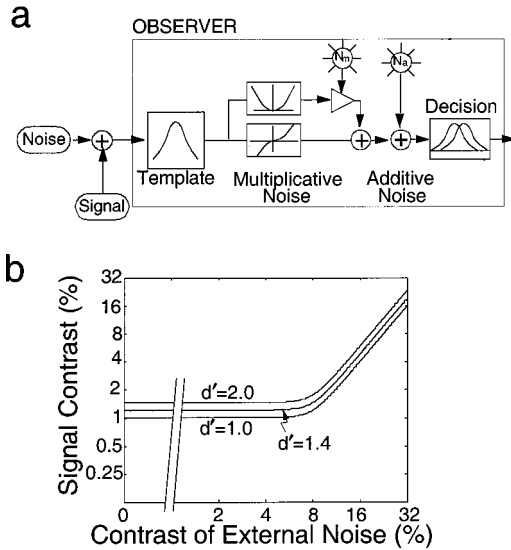 a
OBSERVER
Nm
Na
Decision
Noise
+
+
+
Template
Multiplicative
Noise
Additive
Noise
Signal
b
Signal Contrast (%)
32
16
8
4
2
1
0.5
0.25
d′=2.0
d′=1.0
d′=1.4
0
2
4
8
16
32
Contrast of External Noise (%)